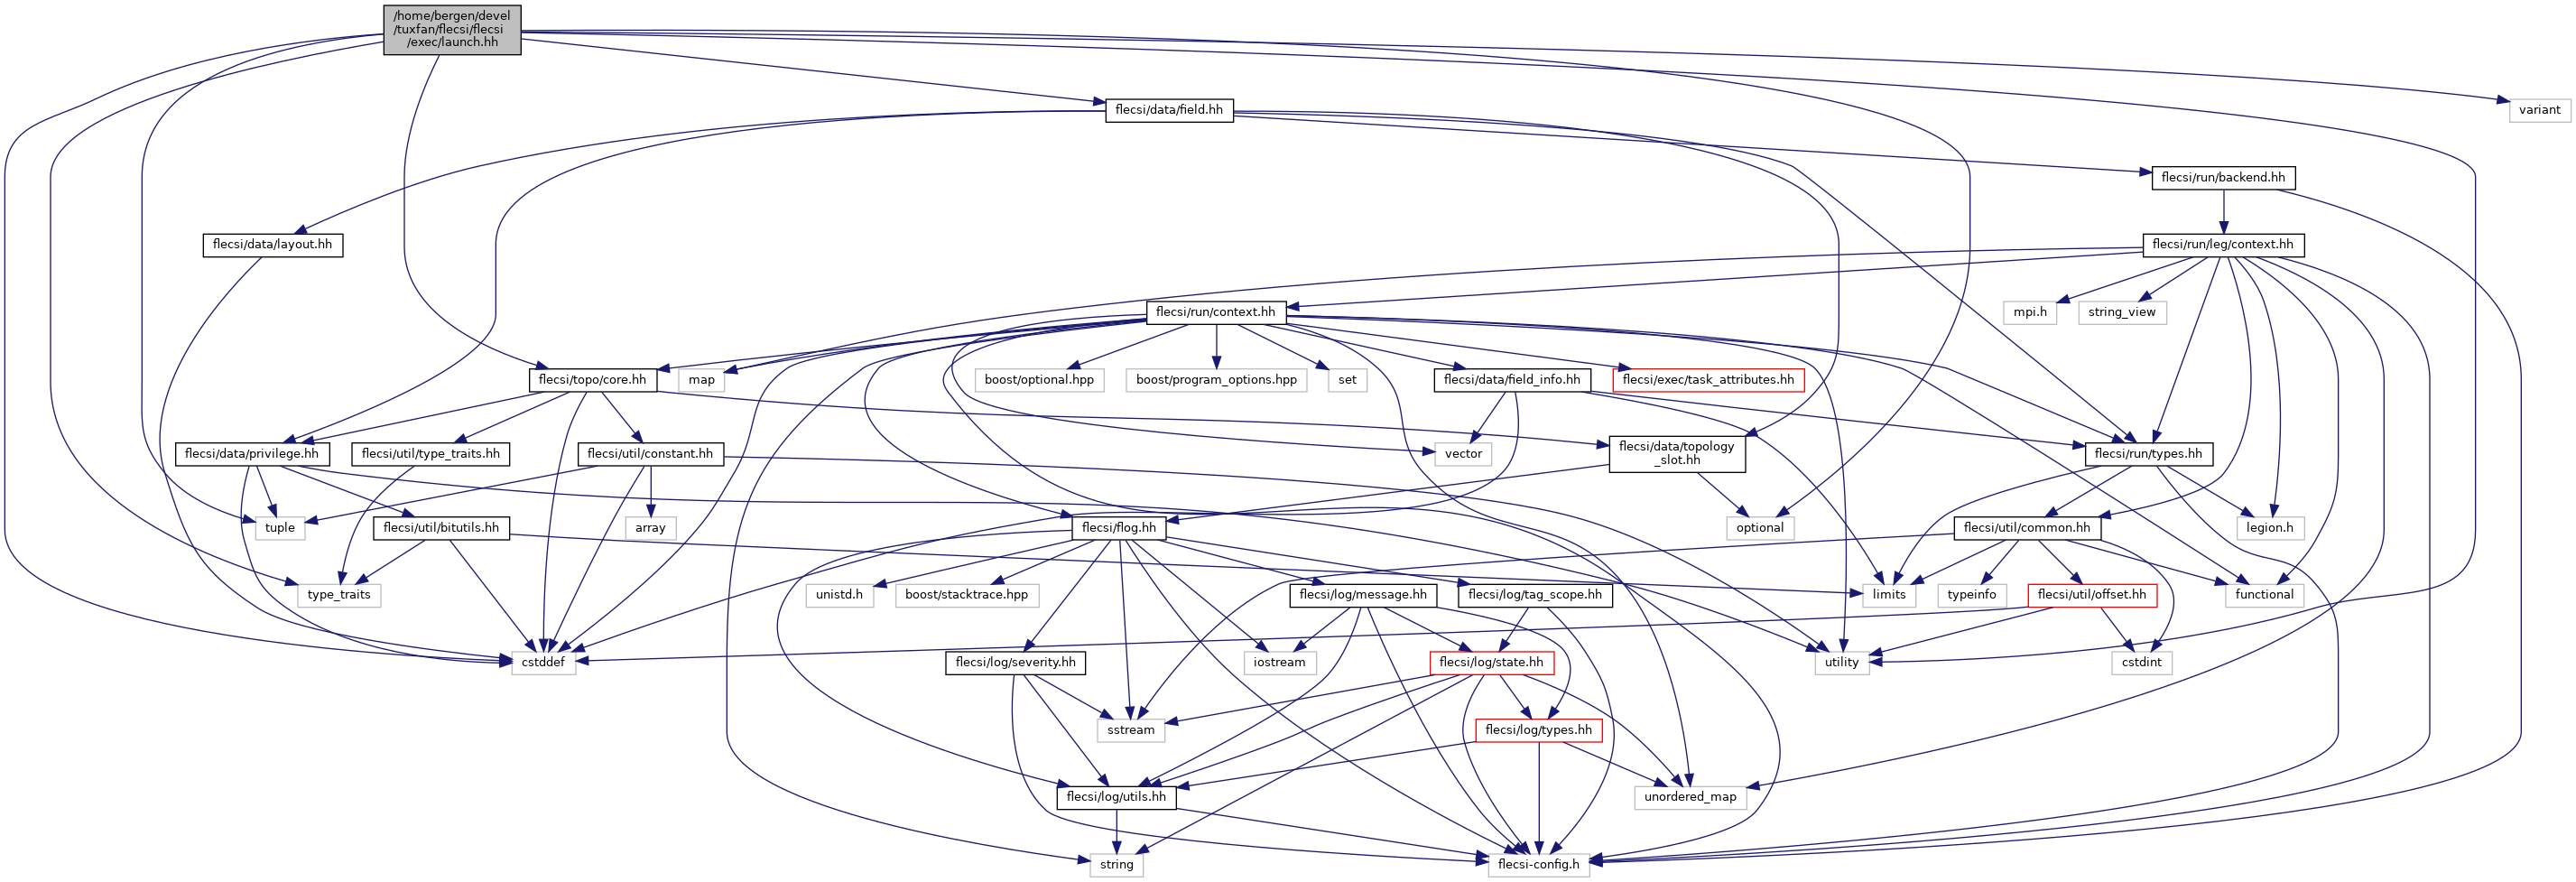 /home/bergen/devel
/tuxfan/flecsi/flecsi
/exec/launch.hh
flecsi/data/field.hh
variant
flecsi/run/backend.hh
flecsi/data/layout.hh
flecsi/run/leg/context.hh
flecsi/run/context.hh
mpi.h
string_view
flecsi/topo/core.hh
map
boost/optional.hpp
boost/program_options.hpp
set
flecsi/data/field_info.hh
flecsi/exec/task_attributes.hh
flecsi/data/privilege.hh
flecsi/util/type_traits.hh
flecsi/util/constant.hh
vector
flecsi/data/topology
_slot.hh
flecsi/run/types.hh
tuple
flecsi/util/bitutils.hh
array
flecsi/flog.hh
optional
flecsi/util/common.hh
legion.h
type_traits
unistd.h
boost/stacktrace.hpp
flecsi/log/message.hh
flecsi/log/tag_scope.hh
limits
typeinfo
flecsi/util/offset.hh
functional
cstddef
flecsi/log/severity.hh
iostream
flecsi/log/state.hh
utility
cstdint
sstream
flecsi/log/types.hh
flecsi/log/utils.hh
unordered_map
string
flecsi-config.h